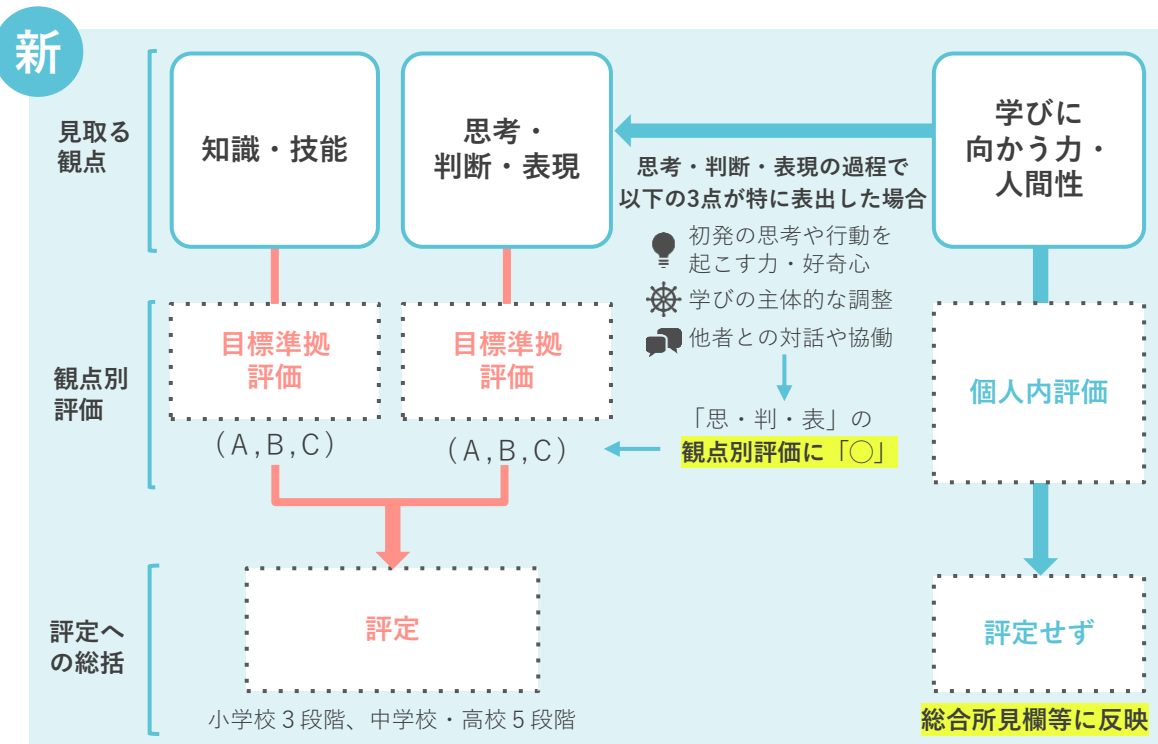 新
見取る
観点
知識・技能
思考・
判断・表現
学びに
向かう力・
人間性
思考・判断・表現の過程で
以下の3点が特に表出した場合
初発の思考や行動を
起こす力・好奇心
学びの主体的な調整
他者との対話や協働
観点別
評価
目標準拠
評価
(A,B,C)
目標準拠
評価
(A,B,C)
「思・判・表」の
観点別評価に「○」
個人内評価
評定へ
の総括
評定
小学校３段階、中学校・高校５段階
評定せず
総合所見欄等に反映